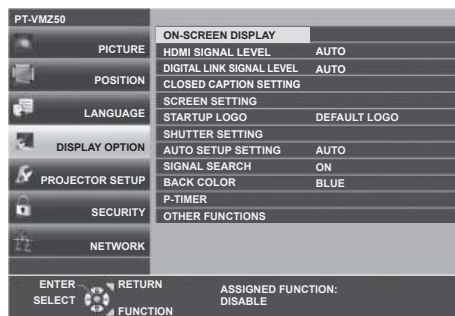 PT-VMZ50
PICTURE
POSITION
LANGUAGE
DISPLAY OPTION
PROJECTOR SETUP
SECURITY
NETWORK
ON-SCREEN DISPLAY
HDMI SIGNAL LEVEL AUTO
DIGITAL LINK SIGNAL LEVEL AUTO
CLOSED CAPTION SETTING
SCREEN SETTING
STARTUP LOGO DEFAULT LOGO
SHUTTER SETTING
AUTO SETUP SETTING AUTO
SIGNAL SEARCH ON
BACK COLOR BLUE
P-TIMER
OTHER FUNCTIONS
ENTER RETURN
SELECT
FUNCTION
ASSIGNED FUNCTION:
DISABLE